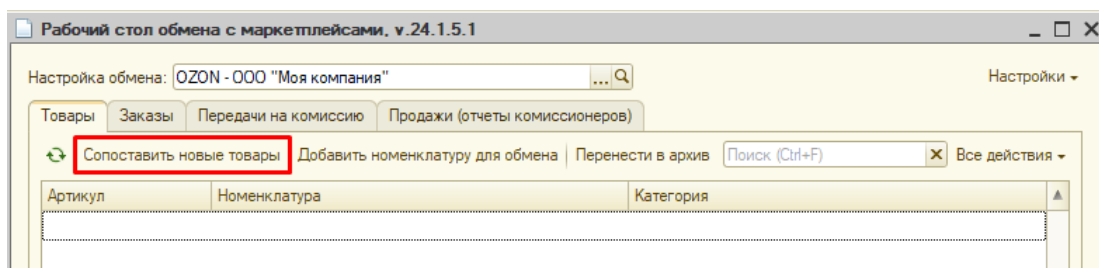 Рабочий стол обмена с маркетплейсами, v.24.1.5.1
Настройка обмена: OZON - ООО "Моя компания" ... Настройки
Товары Заказы Передачи на комиссию Продажи (отчеты комиссионеров)
Сопоставить новые товары Добавить номенклатуру для обмена Перенести в архив Поиск (Ctrl+F) Все действия
Артикул Номенклатура Категория